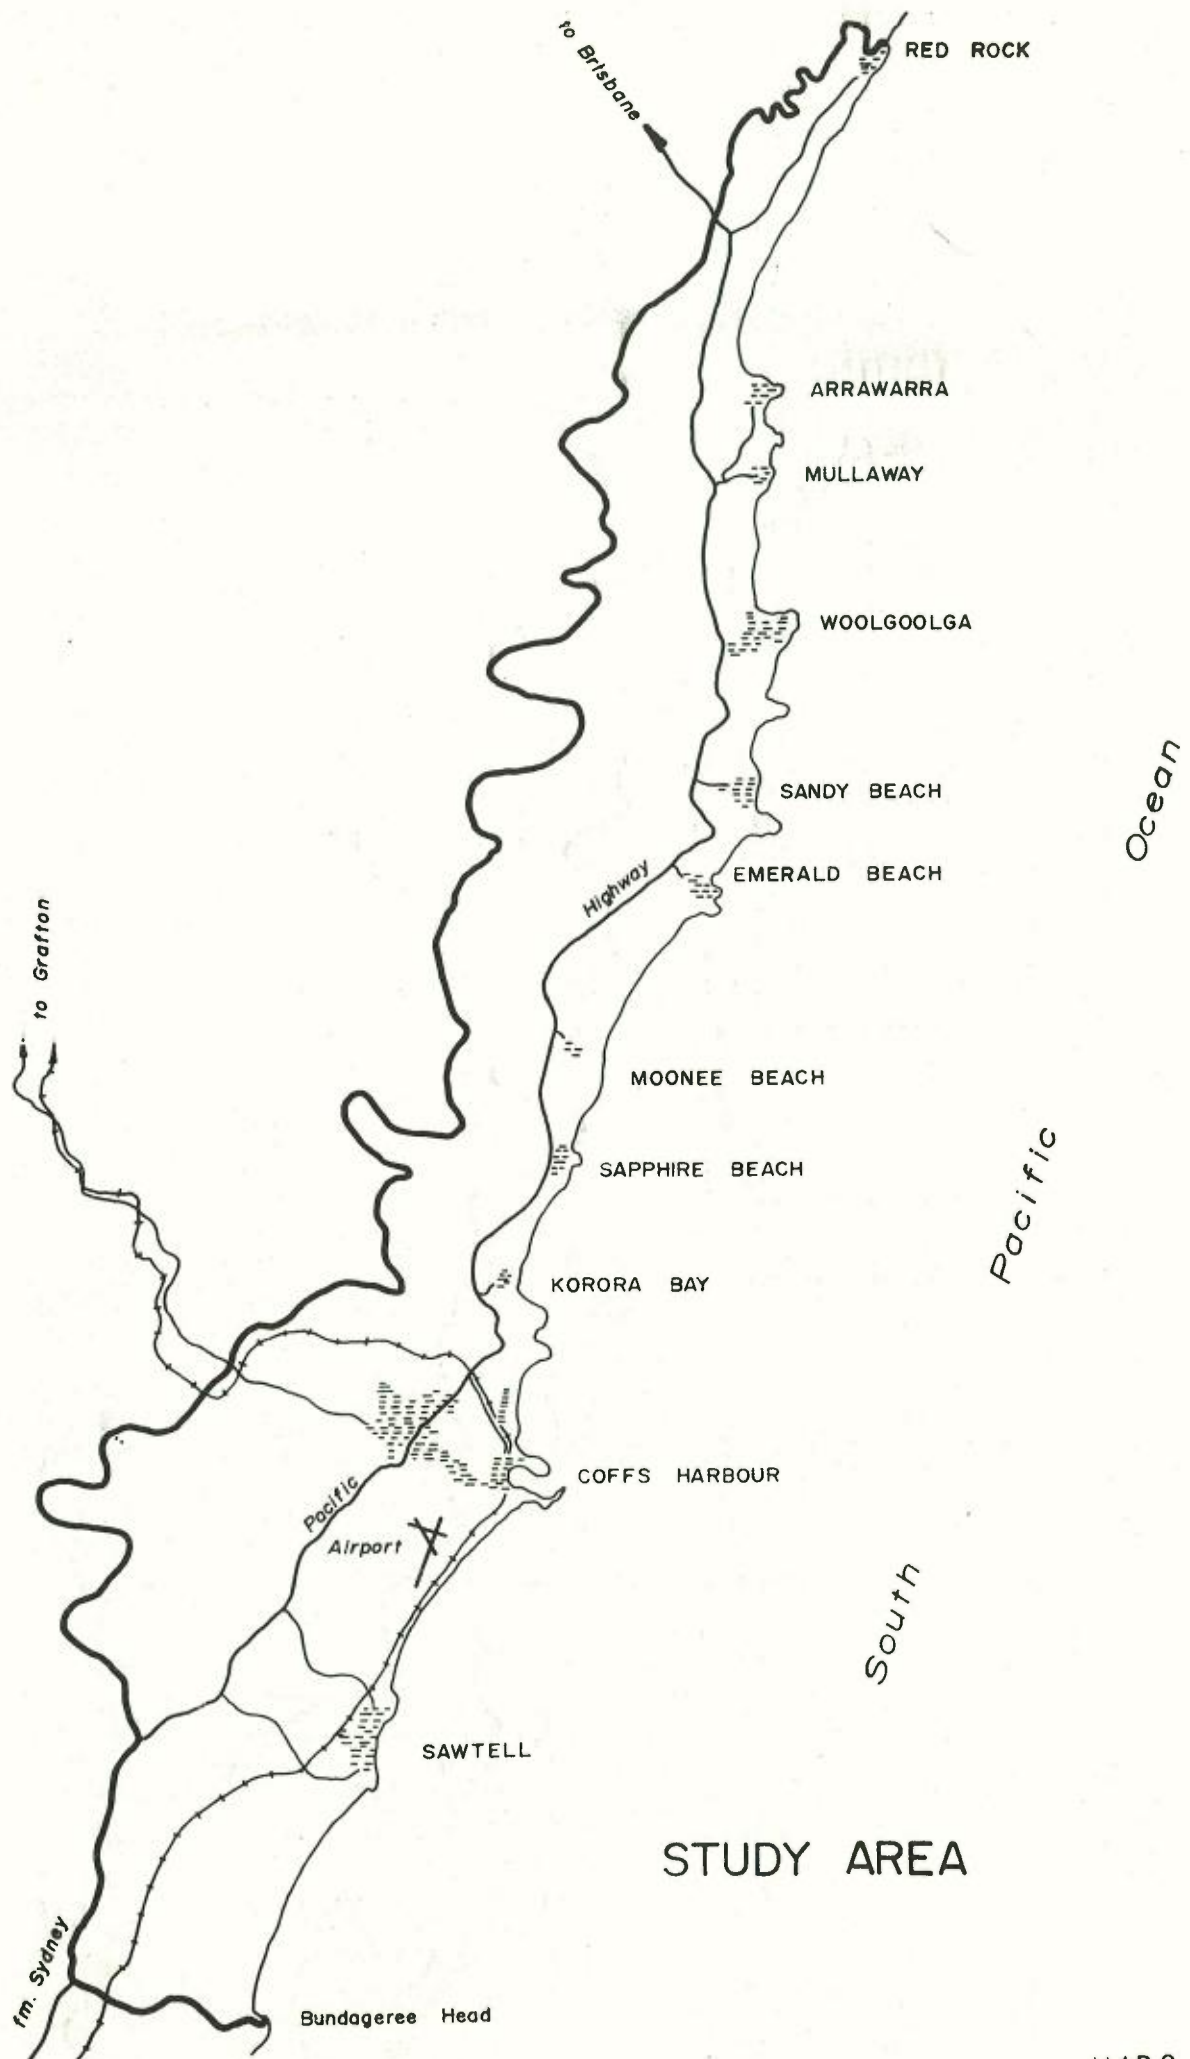 to Brisbane
RED ROCK
ARRAWARRA
MULLAWAY
WOOLGOOLGA
SANDY BEACH
Ocean
EMERALD BEACH
Highway
to Grafton
MOONEE BEACH
Pacific
SAPPHIRE BEACH
KORORA BAY
COFFS HARBOUR
Pacific
Airport
South
SAWTELL
STUDY AREA
fm. Sydney
Bundageree Head